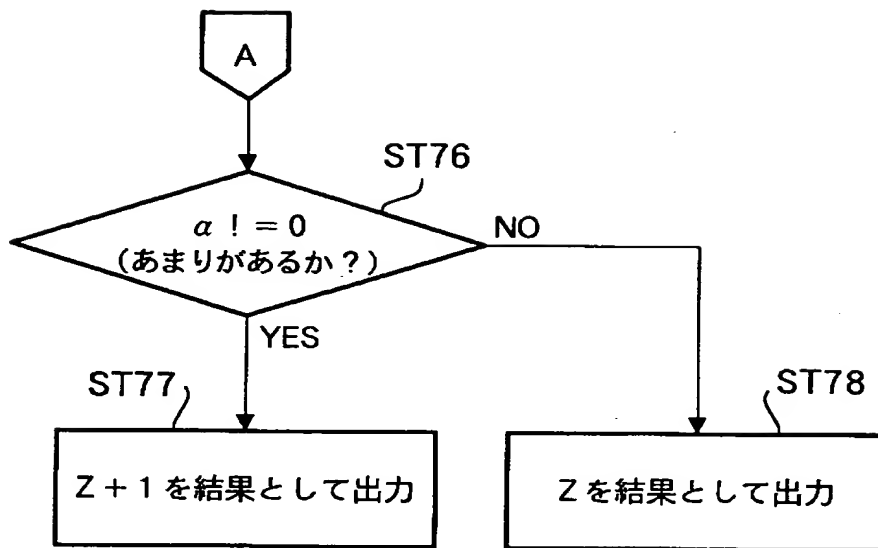 A
ST76
α！＝0
（あまりがあるか？）
NO
YES
ST77
ST78
Z＋1を結果として出力
Zを結果として出力